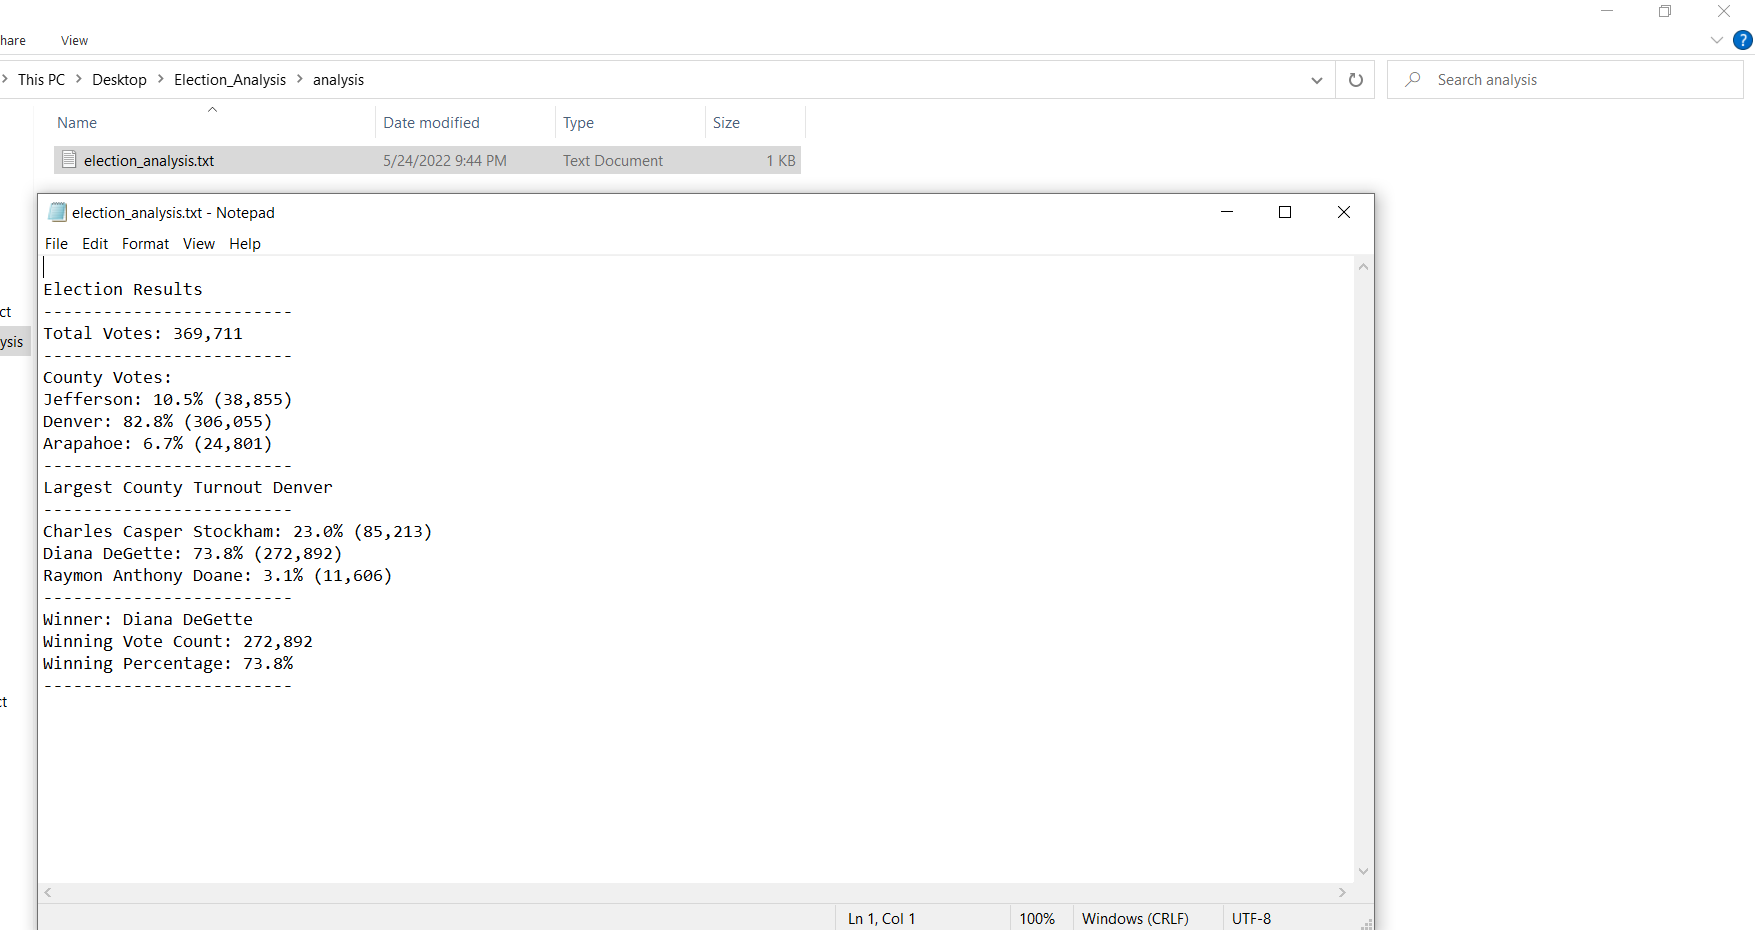 hare View
?
This PC > Desktop > Election_Analysis > analysis
Search analysis
Name Date modified Type Size
election_analysis.txt 5/24/2022 9:44 PM Text Document 1 KB
election_analysis.txt - Notepad
File Edit Format View Help
Election Results
-------------------------
ct
Total Votes: 369,711
ysis
-------------------------
County Votes:
Jefferson: 10.5% (38,855)
Denver: 82.8% (306,055)
Arapahoe: 6.7% (24,801)
-------------------------
Largest County Turnout Denver
-------------------------
Charles Casper Stockham: 23.0% (85,213)
Diana DeGette: 73.8% (272,892)
Raymon Anthony Doane: 3.1% (11,606)
-------------------------
Winner: Diana DeGette
Winning Vote Count: 272,892
Winning Percentage: 73.8%
-------------------------
ct
Ln 1, Col 1 100% Windows (CRLF) UTF-8